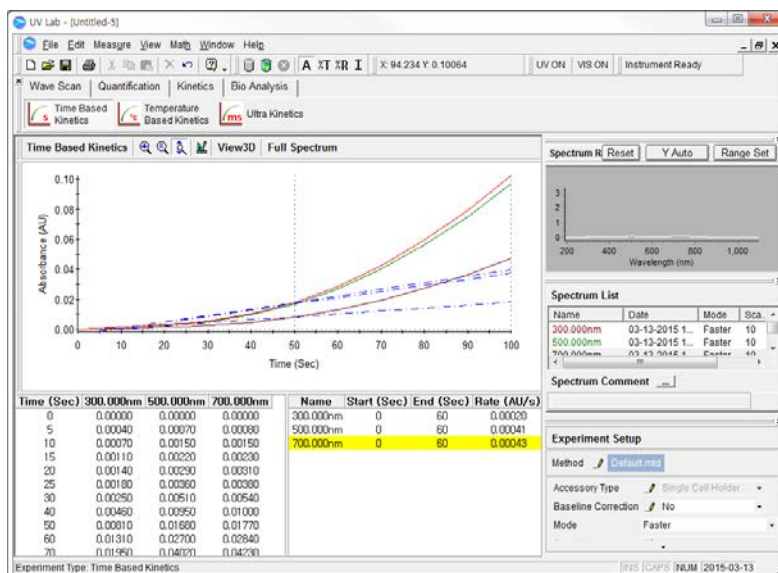 UV Lab - [Untitled-5]
File Edit Measure View Math Window Help
A %T %R I X: 94.234 Y: 0.10064 UV ON VIS ON Instrument Ready
Wave Scan Quantification Kinetics Bio Analysis
s Time Based Kinetics °C Temperature Based Kinetics ms Ultra Kinetics
Time Based Kinetics View3D Full Spectrum
0.10
0.08
0.06
0.04
0.02
0.00
Absorbance (AU)
0 10 20 30 40 50 60 70 80 90 100
Time (Sec)
Time (Sec) 300.000nm 500.000nm 700.000nm
0 0.00000 0.00000 0.00000
5 0.00040 0.00070 0.00080
10 0.00070 0.00150 0.00150
15 0.00110 0.00220 0.00230
20 0.00140 0.00290 0.00310
25 0.00180 0.00360 0.00380
30 0.00250 0.00510 0.00540
40 0.00460 0.00950 0.01000
50 0.00810 0.01680 0.01770
60 0.01310 0.02700 0.02840
70 0.01950 0.04020 0.04230
Name Start (Sec) End (Sec) Rate (AU/s)
300.000nm 0 60 0.00020
500.000nm 0 60 0.00041
700.000nm 0 60 0.00043
Spectrum R Reset Y Auto Range Set
3
2
1
0
200 400 600 800 1,000
Wavelength (nm)
Spectrum List
Name Date Mode Sca..
300.000nm 03-13-2015 1... Faster 10
500.000nm 03-13-2015 1... Faster 10
700.000nm 03-13-2015 1... Faster 10
Spectrum Comment ...
Experiment Setup
Method Default.mtd
Accessory Type Single Cell Holder
Baseline Correction No
Mode Faster
Experiment Type: Time Based Kinetics INS CAPS NUM 2015-03-13